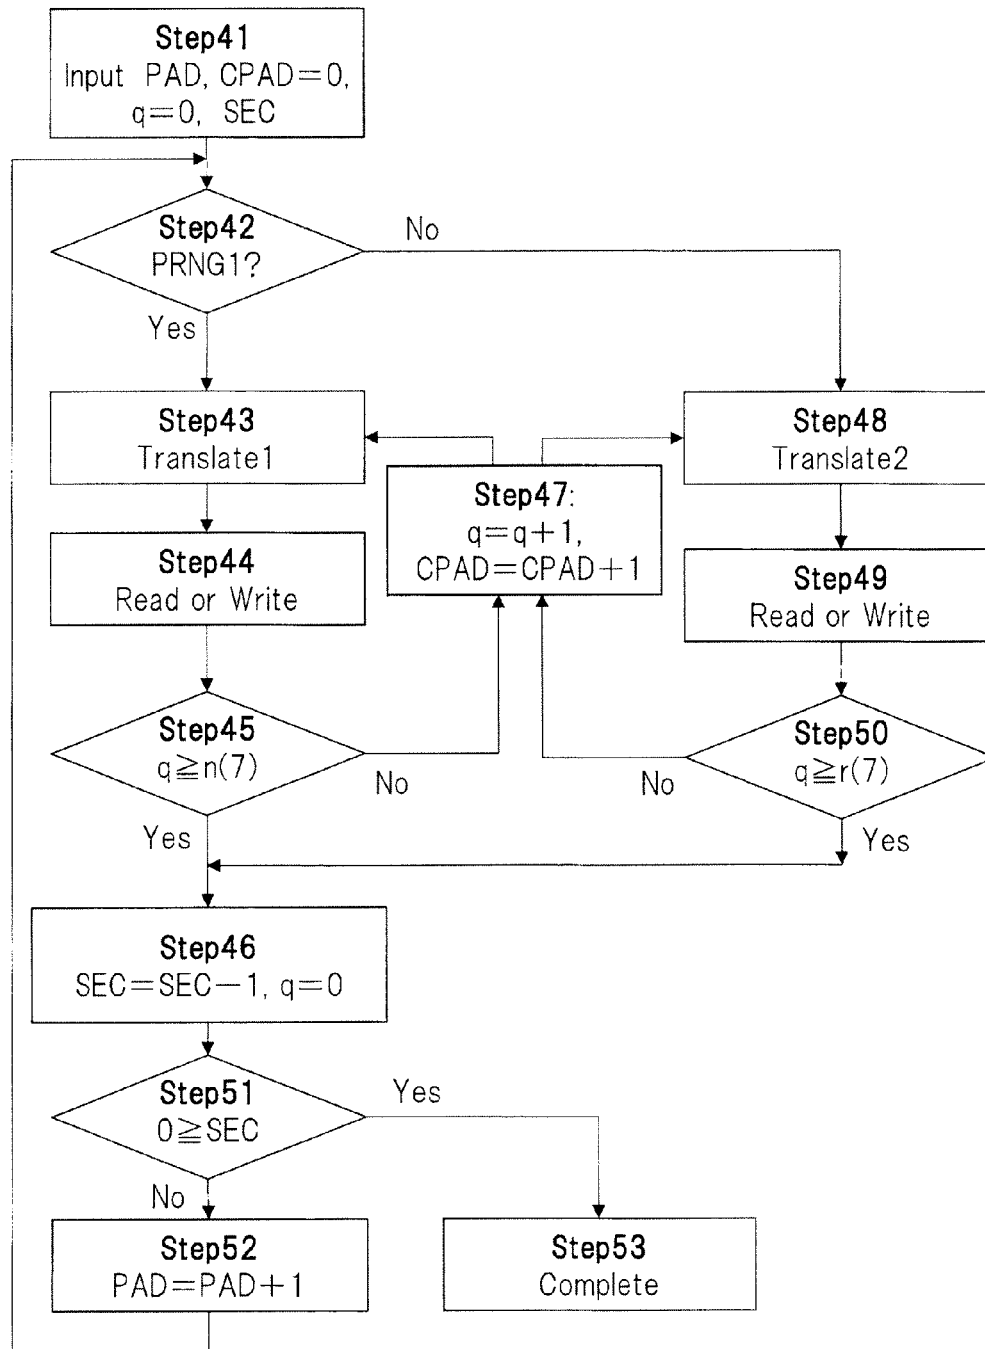 Step41
Input PAD, CPAD=0,
q=0, SEC
Step42
PRNG1?
No
Yes
Step43
Translate1
Step48
Translate2
Step47:
q=q+1,
CPAD=CPAD+1
Step44
Read or Write
Step49
Read or Write
Step45
q≧n(7)
No
Yes
Step50
q≧r(7)
No
Yes
Step46
SEC=SEC−1, q=0
Step51
0≧SEC
Yes
No
Step52
PAD=PAD+1
Step53
Complete